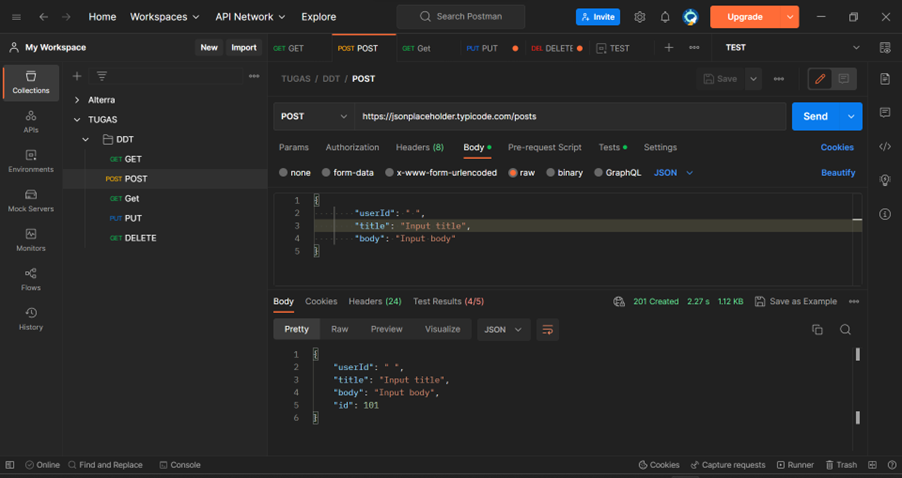 Home Workspaces API Network Explore Search Postman Invite Upgrade
My Workspace New Import GET GET POST POST GET Get PUT PUT DEL DELETE TEST TEST
Collections
APIs
Environments
Mock Servers
Monitors
Flows
History
Alterra
TUGAS
DDT
GET GET
POST POST
GET Get
PUT PUT
GET DELETE
TUGAS / DDT / POST Save
POST https://jsonplaceholder.typicode.com/posts Send
Params Authorization Headers (8) Body Pre-request Script Tests Settings Cookies
none form-data x-www-form-urlencoded raw binary GraphQL JSON Beautify
1 {
2 "userId": " ",
3 "title": "Input title",
4 "body": "Input body"
5 }
Body Cookies Headers (24) Test Results (4/5) 201 Created 2.27 s 1.12 KB Save as Example
Pretty Raw Preview Visualize JSON
1 {
2 "userId": " ",
3 "title": "Input title",
4 "body": "Input body",
5 "id": 101
6 }
Online Find and Replace Console Cookies Capture requests Runner Trash